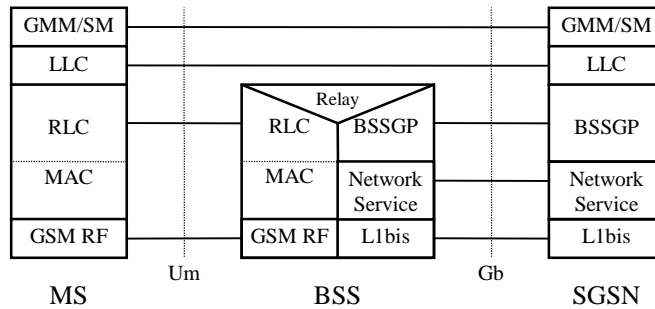 GMM/SM
LLC
RLC
MAC
GSM RF
MS
Um
Relay
RLC
BSSGP
MAC
Network
Service
GSM RF
L1bis
BSS
Gb
GMM/SM
LLC
BSSGP
Network
Service
L1bis
SGSN